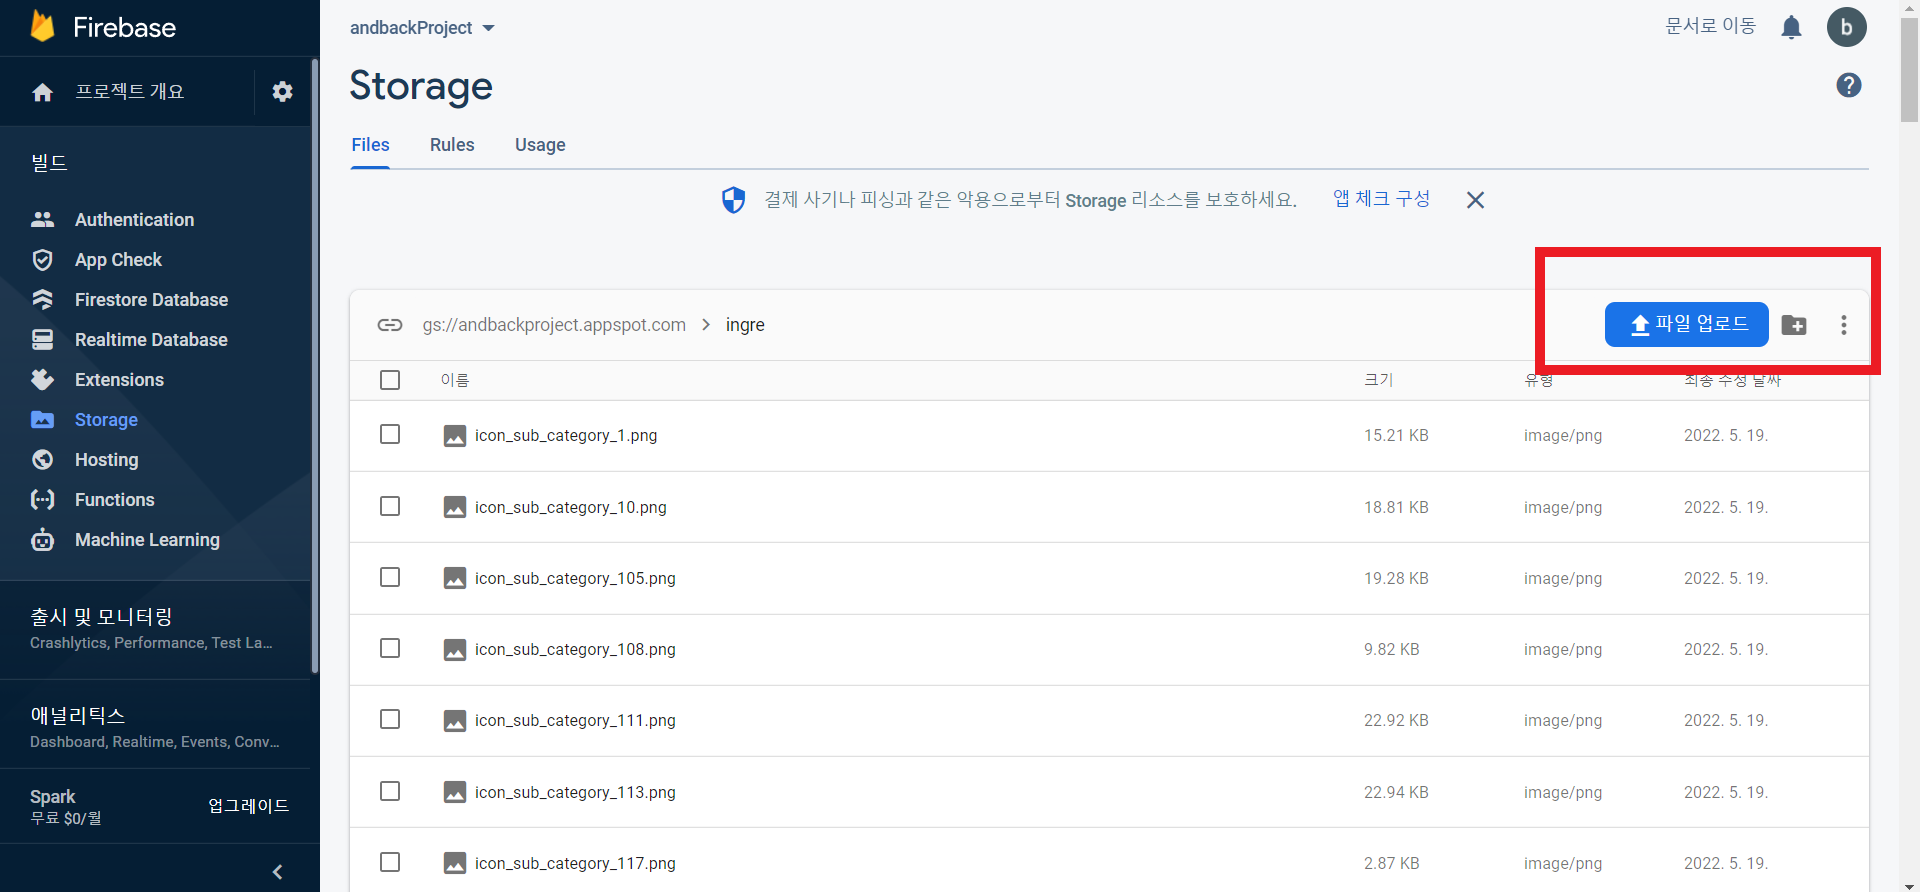 Firebase
프로젝트 개요
빌드
Authentication
App Check
Firestore Database
Realtime Database
Extensions
Storage
Hosting
Functions
Machine Learning
출시 및 모니터링
Crashlytics, Performance, Test La...
애널리틱스
Dashboard, Realtime, Events, Conv...
Spark
무료 $0/월
업그레이드
andbackProject
문서로 이동
b
Storage
Files Rules Usage
결제 사기나 피싱과 같은 악용으로부터 Storage 리소스를 보호하세요. 앱 체크 구성
gs://andbackproject.appspot.com > ingre
파일 업로드
이름 크기 유형 최종 수정 날짜
icon_sub_category_1.png 15.21 KB image/png 2022. 5. 19.
icon_sub_category_10.png 18.81 KB image/png 2022. 5. 19.
icon_sub_category_105.png 19.28 KB image/png 2022. 5. 19.
icon_sub_category_108.png 9.82 KB image/png 2022. 5. 19.
icon_sub_category_111.png 22.92 KB image/png 2022. 5. 19.
icon_sub_category_113.png 22.94 KB image/png 2022. 5. 19.
icon_sub_category_117.png 2.87 KB image/png 2022. 5. 19.